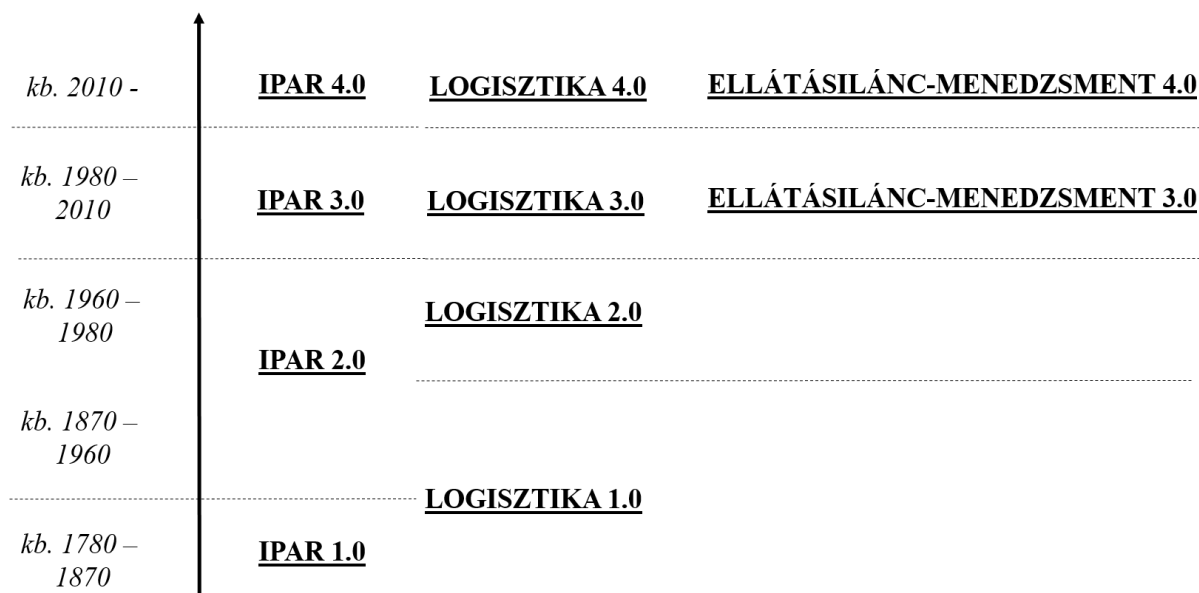 kb. 2010 -
IPAR 4.0
LOGISZTIKA 4.0
ELLÁTÁSILÁNC-MENEDZSMENT 4.0
kb. 1980 –
2010
IPAR 3.0
LOGISZTIKA 3.0
ELLÁTÁSILÁNC-MENEDZSMENT 3.0
kb. 1960 –
1980
LOGISZTIKA 2.0
IPAR 2.0
kb. 1870 –
1960
LOGISZTIKA 1.0
kb. 1780 –
1870
IPAR 1.0